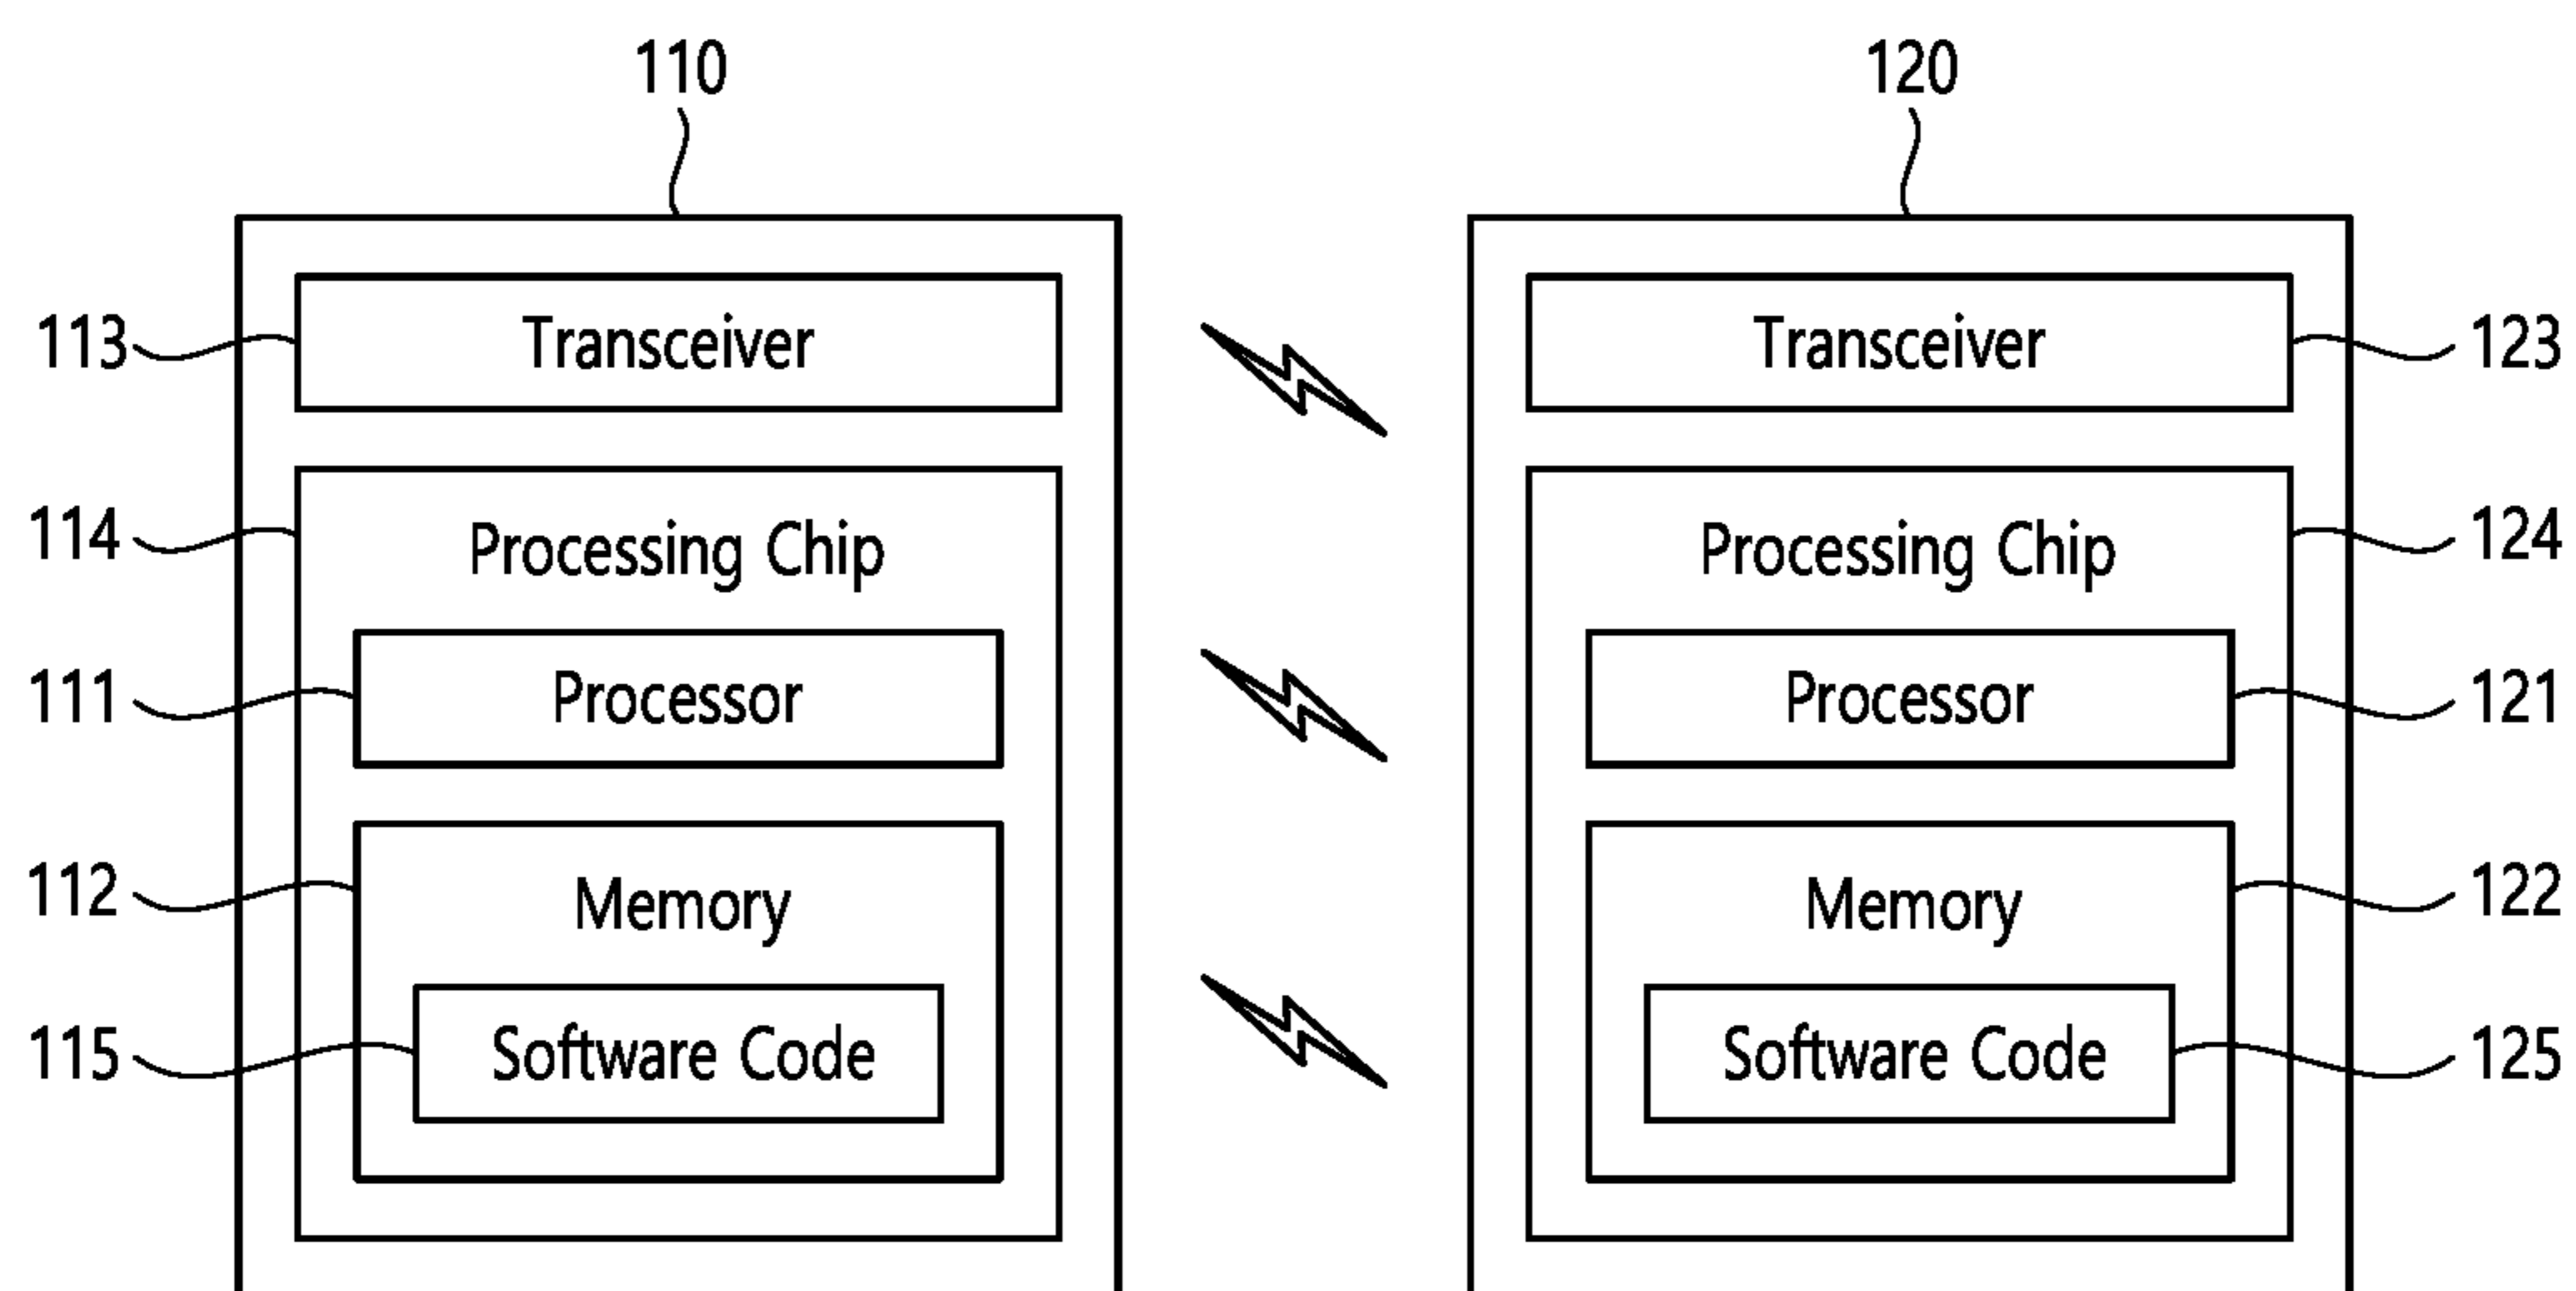 110
120
113
Transceiver
Transceiver
123
114
Processing Chip
Processing Chip
124
111
Processor
Processor
121
112
Memory
Memory
122
115
Software Code
Software Code
125